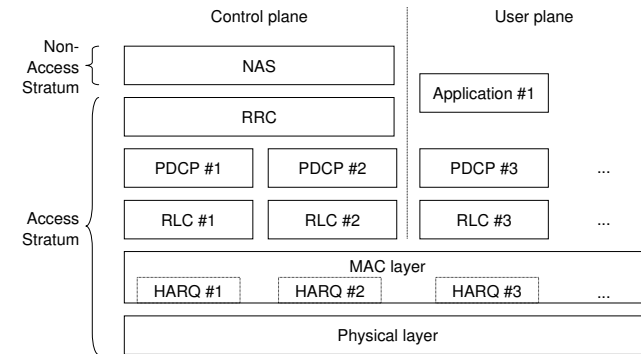 Control plane
User plane
Non-
Access
Stratum
NAS
Application #1
RRC
PDCP #1
PDCP #2
PDCP #3
...
Access
Stratum
RLC #1
RLC #2
RLC #3
...
MAC layer
HARQ #1
HARQ #2
HARQ #3
...
Physical layer